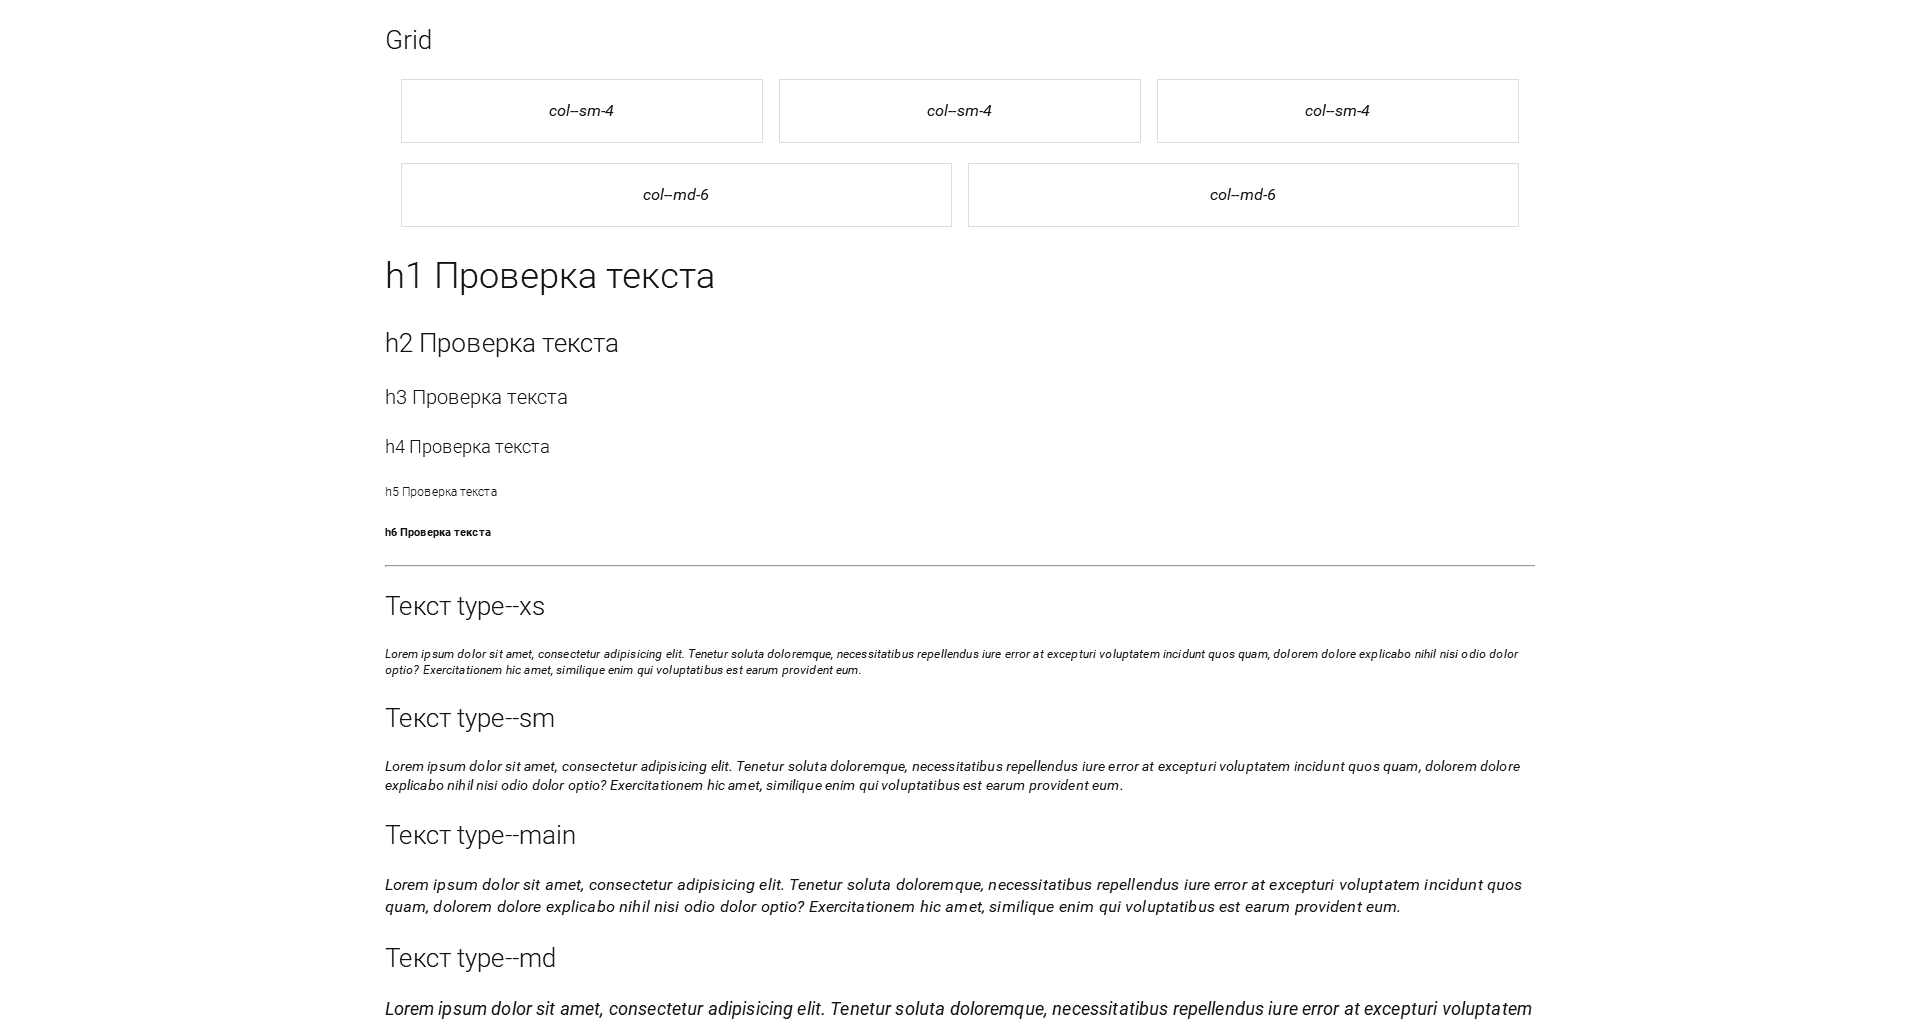 Grid
col--sm-4 col--sm-4 col--sm-4
col--md-6 col--md-6
h1 Проверка текста
h2 Проверка текста
h3 Проверка текста
h4 Проверка текста
h5 Проверка текста
h6 Проверка текста
Текст type--xs
Lorem ipsum dolor sit amet, consectetur adipisicing elit. Tenetur soluta doloremque, necessitatibus repellendus iure error at excepturi voluptatem incidunt quos quam, dolorem dolore explicabo nihil nisi odio dolor
optio? Exercitationem hic amet, similique enim qui voluptatibus est earum provident eum.
Текст type--sm
Lorem ipsum dolor sit amet, consectetur adipisicing elit. Tenetur soluta doloremque, necessitatibus repellendus iure error at excepturi voluptatem incidunt quos quam, dolorem dolore
explicabo nihil nisi odio dolor optio? Exercitationem hic amet, similique enim qui voluptatibus est earum provident eum.
Текст type--main
Lorem ipsum dolor sit amet, consectetur adipisicing elit. Tenetur soluta doloremque, necessitatibus repellendus iure error at excepturi voluptatem incidunt quos
quam, dolorem dolore explicabo nihil nisi odio dolor optio? Exercitationem hic amet, similique enim qui voluptatibus est earum provident eum.
Текст type--md
Lorem ipsum dolor sit amet, consectetur adipisicing elit. Tenetur soluta doloremque, necessitatibus repellendus iure error at excepturi voluptatem